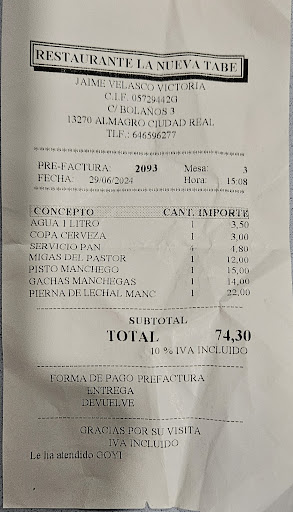 RESTAURANTE LA NUEVA TABE
JAIME VELASCO VICTORIA
C.I.F. 05729442G
C/ BOLAÑOS 3
13270 ALMAGRO CIUDAD REAL
TLF.: 646596277
PRE-FACTURA: 2093 Mesa: 3
FECHA: 29/06/2024 Hora: 15:08
CONCEPTO CANT. IMPORTE
AGUA 1 LITRO 1 3,50
COPA CERVEZA 1 3,00
SERVICIO PAN 4 4,80
MIGAS DEL PASTOR 1 12,00
PISTO MANCHEGO 1 15,00
GACHAS MANCHEGAS 1 14,00
PIERNA DE LECHAL MANC 1 22,00
SUBTOTAL
TOTAL 74,30
10 % IVA INCLUIDO
FORMA DE PAGO PREFACTURA
ENTREGA
DEVUELVE
GRACIAS POR SU VISITA
IVA INCLUIDO
Le ha atendido GOYI